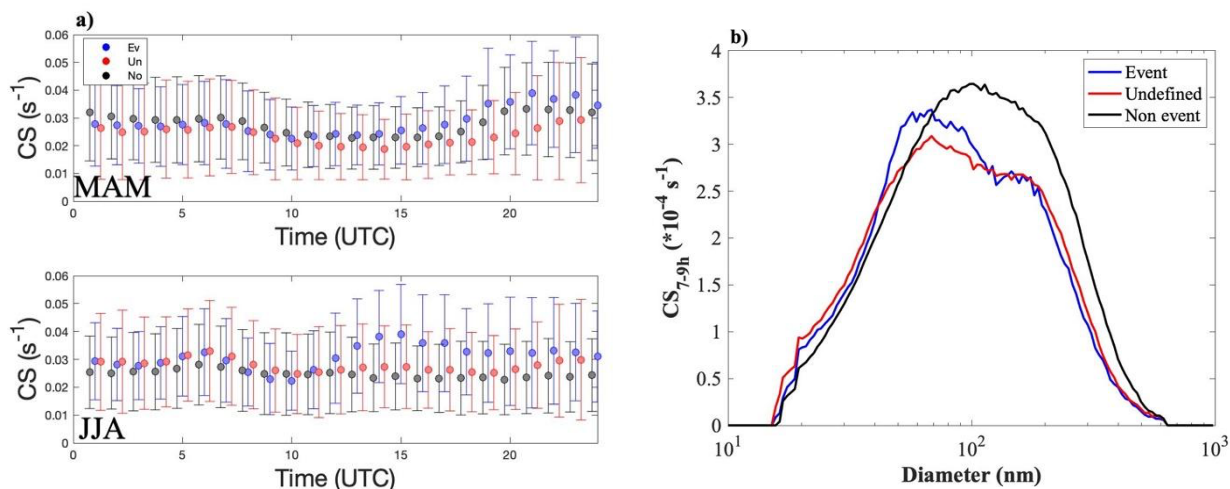 a)
0.06
0.05
0.04
0.03
0.02
0.01
0
CS (s⁻¹)
Ev
Un
No
MAM
0 5 10 15 20
Time (UTC)
0.06
0.05
0.04
0.03
0.02
0.01
0
CS (s⁻¹)
JJA
0 5 10 15 20
Time (UTC)
b)
4
3.5
3
2.5
2
1.5
1
0.5
0
CS₇₋₉ₕ (*10⁻⁴ s⁻¹)
Event
Undefined
Non event
10¹ 10² 10³
Diameter (nm)